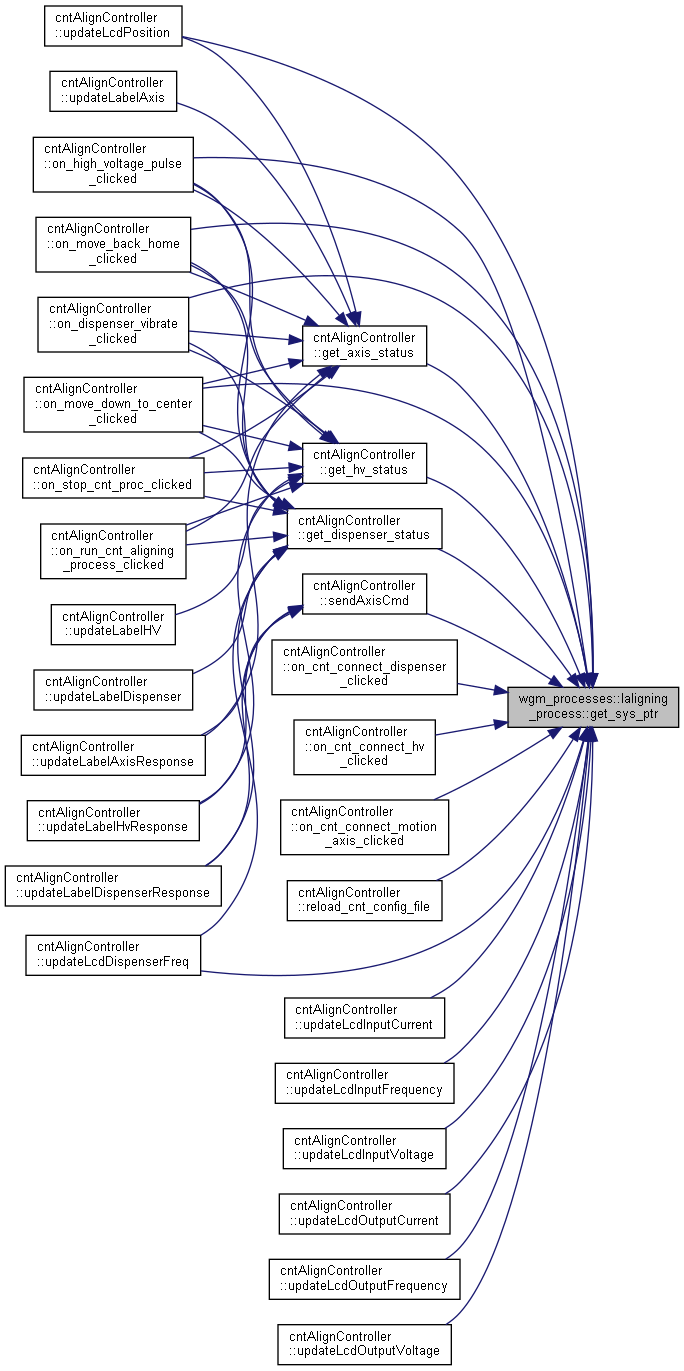 cntAlignController
::updateLcdPosition
cntAlignController
::updateLabelAxis
cntAlignController
::on_high_voltage_pulse
_clicked
cntAlignController
::on_move_back_home
_clicked
cntAlignController
::on_dispenser_vibrate
_clicked
cntAlignController
::on_move_down_to_center
_clicked
cntAlignController
::on_stop_cnt_proc_clicked
cntAlignController
::on_run_cnt_aligning
_process_clicked
cntAlignController
::updateLabelHV
cntAlignController
::updateLabelDispenser
cntAlignController
::updateLabelAxisResponse
cntAlignController
::updateLabelHvResponse
cntAlignController
::updateLabelDispenserResponse
cntAlignController
::updateLcdDispenserFreq
cntAlignController
::get_axis_status
cntAlignController
::get_hv_status
cntAlignController
::get_dispenser_status
cntAlignController
::sendAxisCmd
cntAlignController
::on_cnt_connect_dispenser
_clicked
cntAlignController
::on_cnt_connect_hv
_clicked
cntAlignController
::on_cnt_connect_motion
_axis_clicked
cntAlignController
::reload_cnt_config_file
cntAlignController
::updateLcdInputCurrent
cntAlignController
::updateLcdInputFrequency
cntAlignController
::updateLcdInputVoltage
cntAlignController
::updateLcdOutputCurrent
cntAlignController
::updateLcdOutputFrequency
cntAlignController
::updateLcdOutputVoltage
wgm_processes::Ialigning
_process::get_sys_ptr